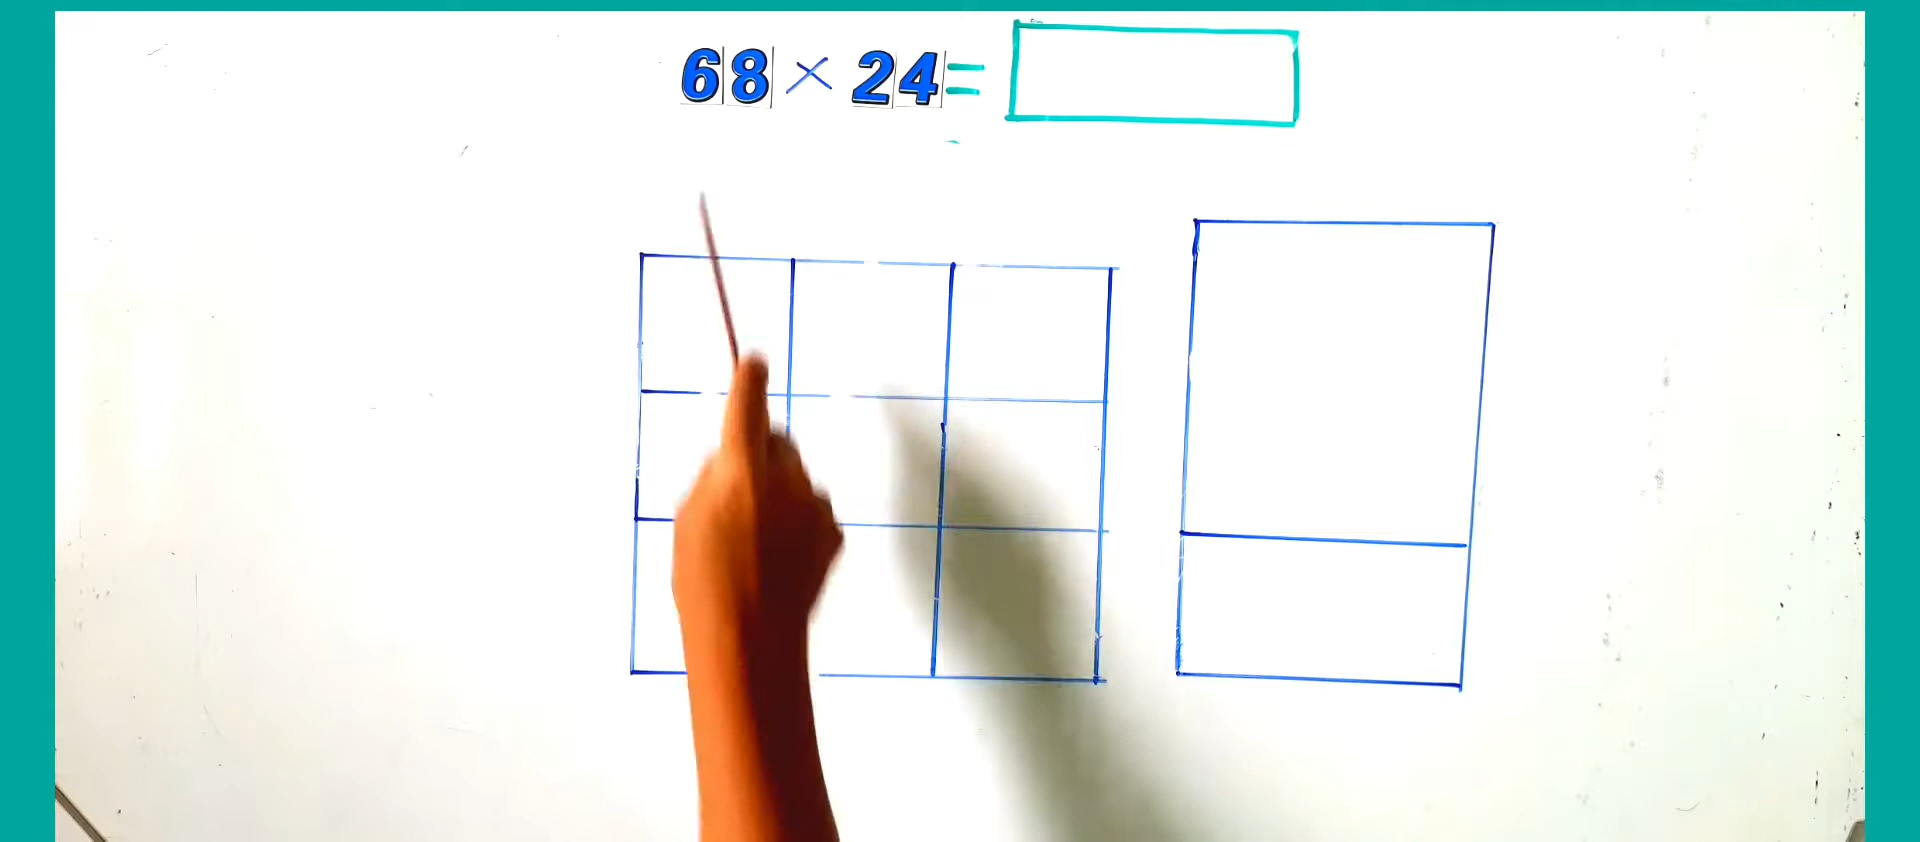 68 × 24 =